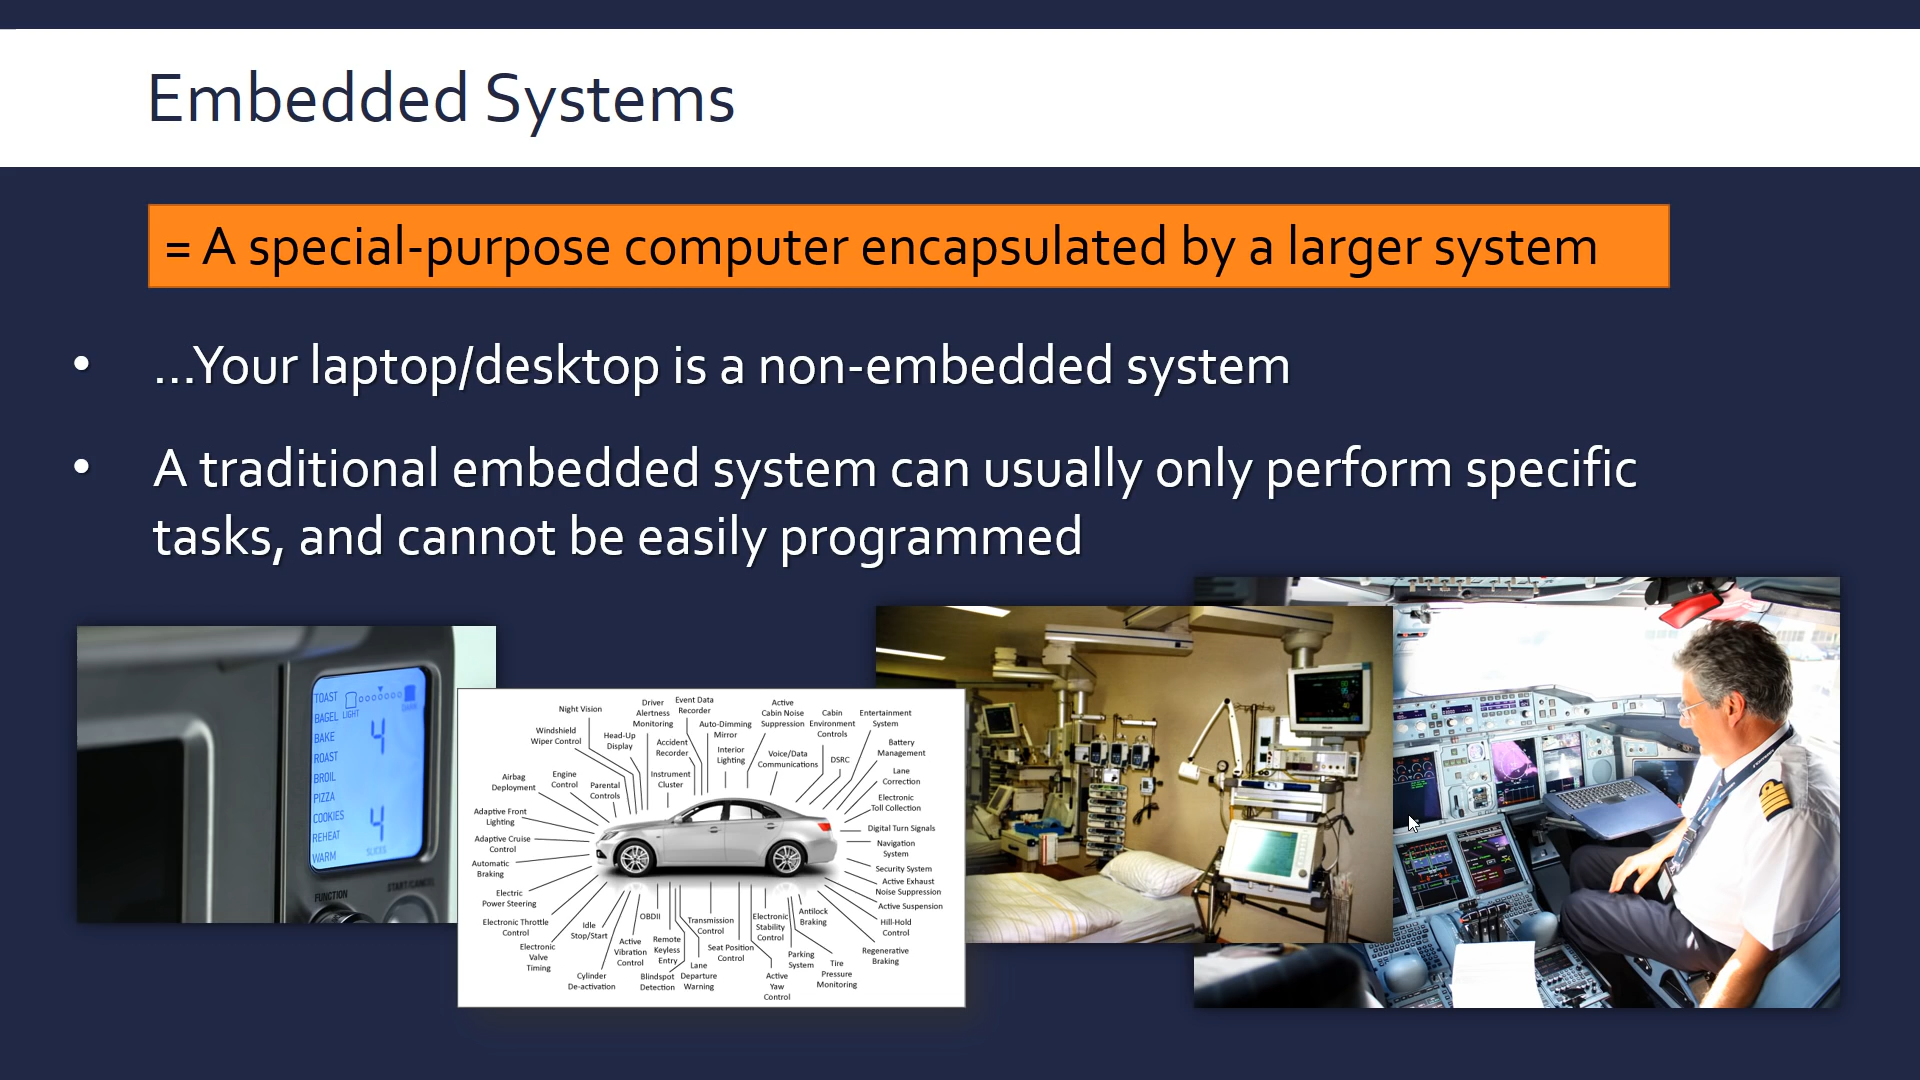 Embedded Systems
= A special-purpose computer encapsulated by a larger system
• ...Your laptop/desktop is a non-embedded system
• A traditional embedded system can usually only perform specific
tasks, and cannot be easily programmed
TOAST
BAGEL
LIGHT
DARK
BAKE
4
ROAST
BROIL
PIZZA
COOKIES
4
REHEAT
SLICES
WARM
FUNCTION
START/CANCEL
Night Vision
Driver
Alertness
Monitoring
Event Data
Recorder
Active
Cabin Noise
Suppression
Cabin
Environment
Controls
Entertainment
System
Windshield
Wiper Control
Head-Up
Display
Accident
Recorder
Auto-Dimming
Mirror
Interior
Lighting
Voice/Data
Communications
DSRC
Battery
Management
Airbag
Deployment
Engine
Control
Parental
Controls
Instrument
Cluster
Lane
Correction
Electronic
Toll Collection
Adaptive Front
Lighting
Digital Turn Signals
Adaptive Cruise
Control
Navigation
System
Automatic
Braking
Security System
Active Exhaust
Noise Suppression
Electric
Power Steering
Active Suspension
Electronic Throttle
Control
Idle
Stop/Start
OBDII
Transmission
Control
Electronic
Stability
Control
Antilock
Braking
Hill-Hold
Control
Electronic
Valve
Timing
Active
Vibration
Control
Remote
Keyless
Entry
Seat Position
Control
Parking
System
Regenerative
Braking
Cylinder
De-activation
Blindspot
Detection
Lane
Departure
Warning
Active
Yaw
Control
Tire
Pressure
Monitoring